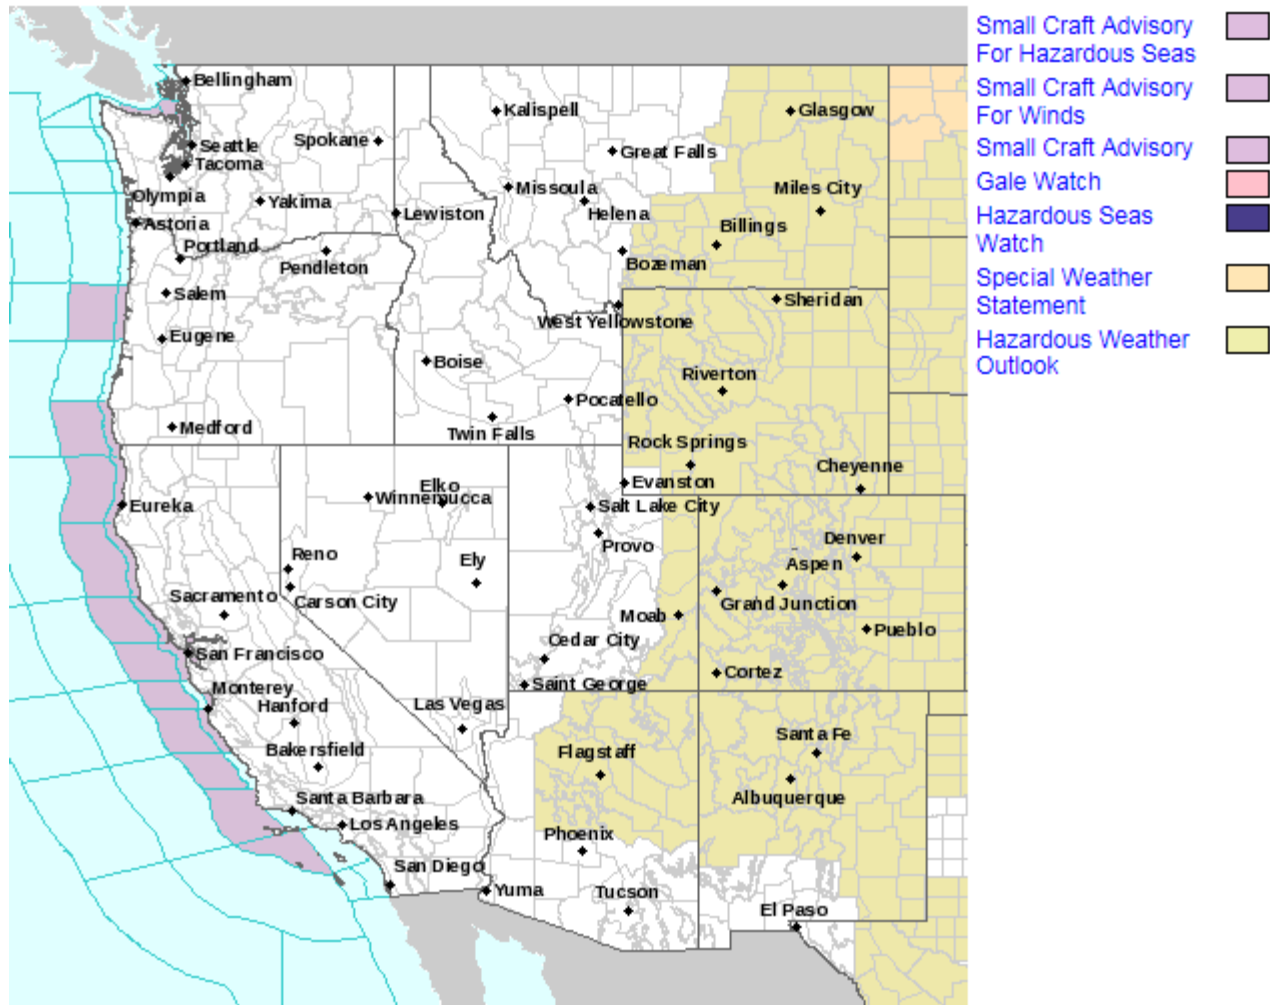 Small Craft Advisory
For Hazardous Seas
Small Craft Advisory
For Winds
Small Craft Advisory
Gale Watch
Hazardous Seas
Watch
Special Weather
Statement
Hazardous Weather
Outlook
Bellingham
Kalispell
Glasgow
Seattle
Spokane
Great Falls
Tacoma
Olympia
Yakima
Missoula
Miles City
Lewiston
Helena
Astoria
Billings
Portland
Pendleton
Bozeman
Salem
Sheridan
West Yellowstone
Eugene
Boise
Riverton
Pocatello
Medford
Twin Falls
Rock Springs
Cheyenne
Evanston
Elko
Winnemucca
Eureka
Salt Lake City
Provo
Denver
Reno
Ely
Aspen
Sacramento
Carson City
Grand Junction
Moab
Pueblo
Cedar City
San Francisco
Cortez
Saint George
Monterey
Hanford
Las Vegas
Santa Fe
Bakersfield
Flagstaff
Albuquerque
Santa Barbara
Los Angeles
Phoenix
San Diego
Yuma
Tucson
El Paso